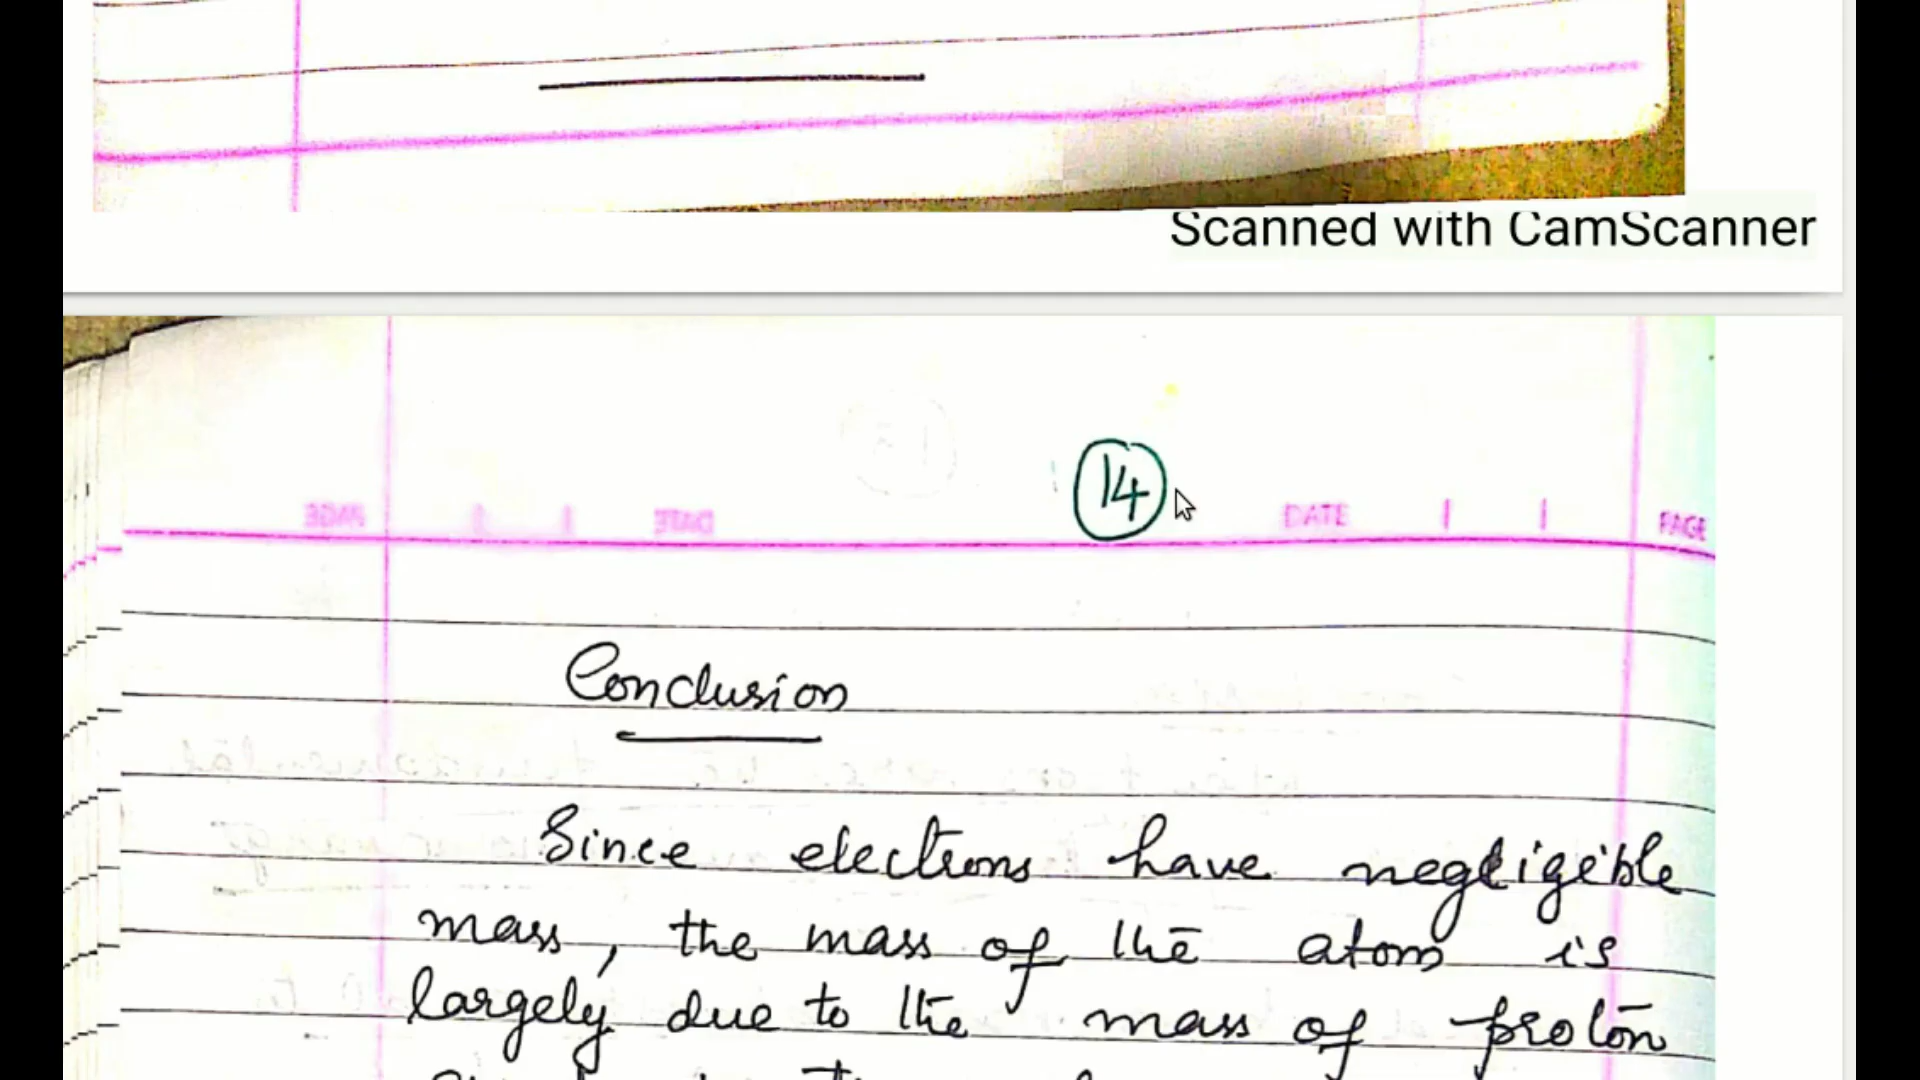 Scanned with CamScanner
14
DATE
PAGE
Conclusion
Since electrons have negligible
mass, the mass of the atom is
largely due to the mass of proton